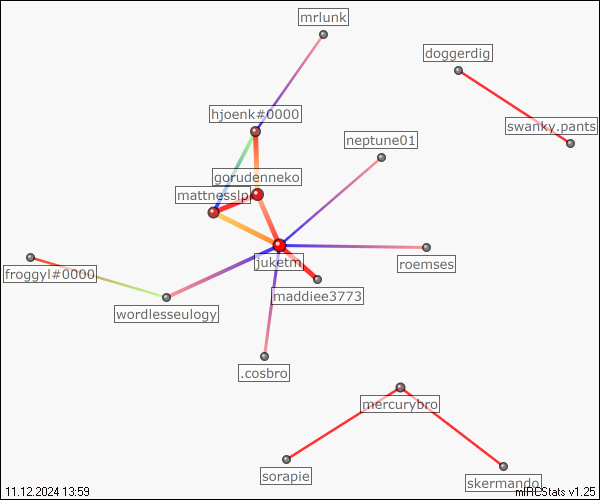 mrlunk
doggerdig
hjoenk#0000
swanky.pants
neptune01
gorudenneko
mattnesslp
juketm
roemses
froggyl#0000
maddiee3773
wordlesseulogy
.cosbro
mercurybro
sorapie
skermando
11.12.2024 13:59
mIRCStats v1.25